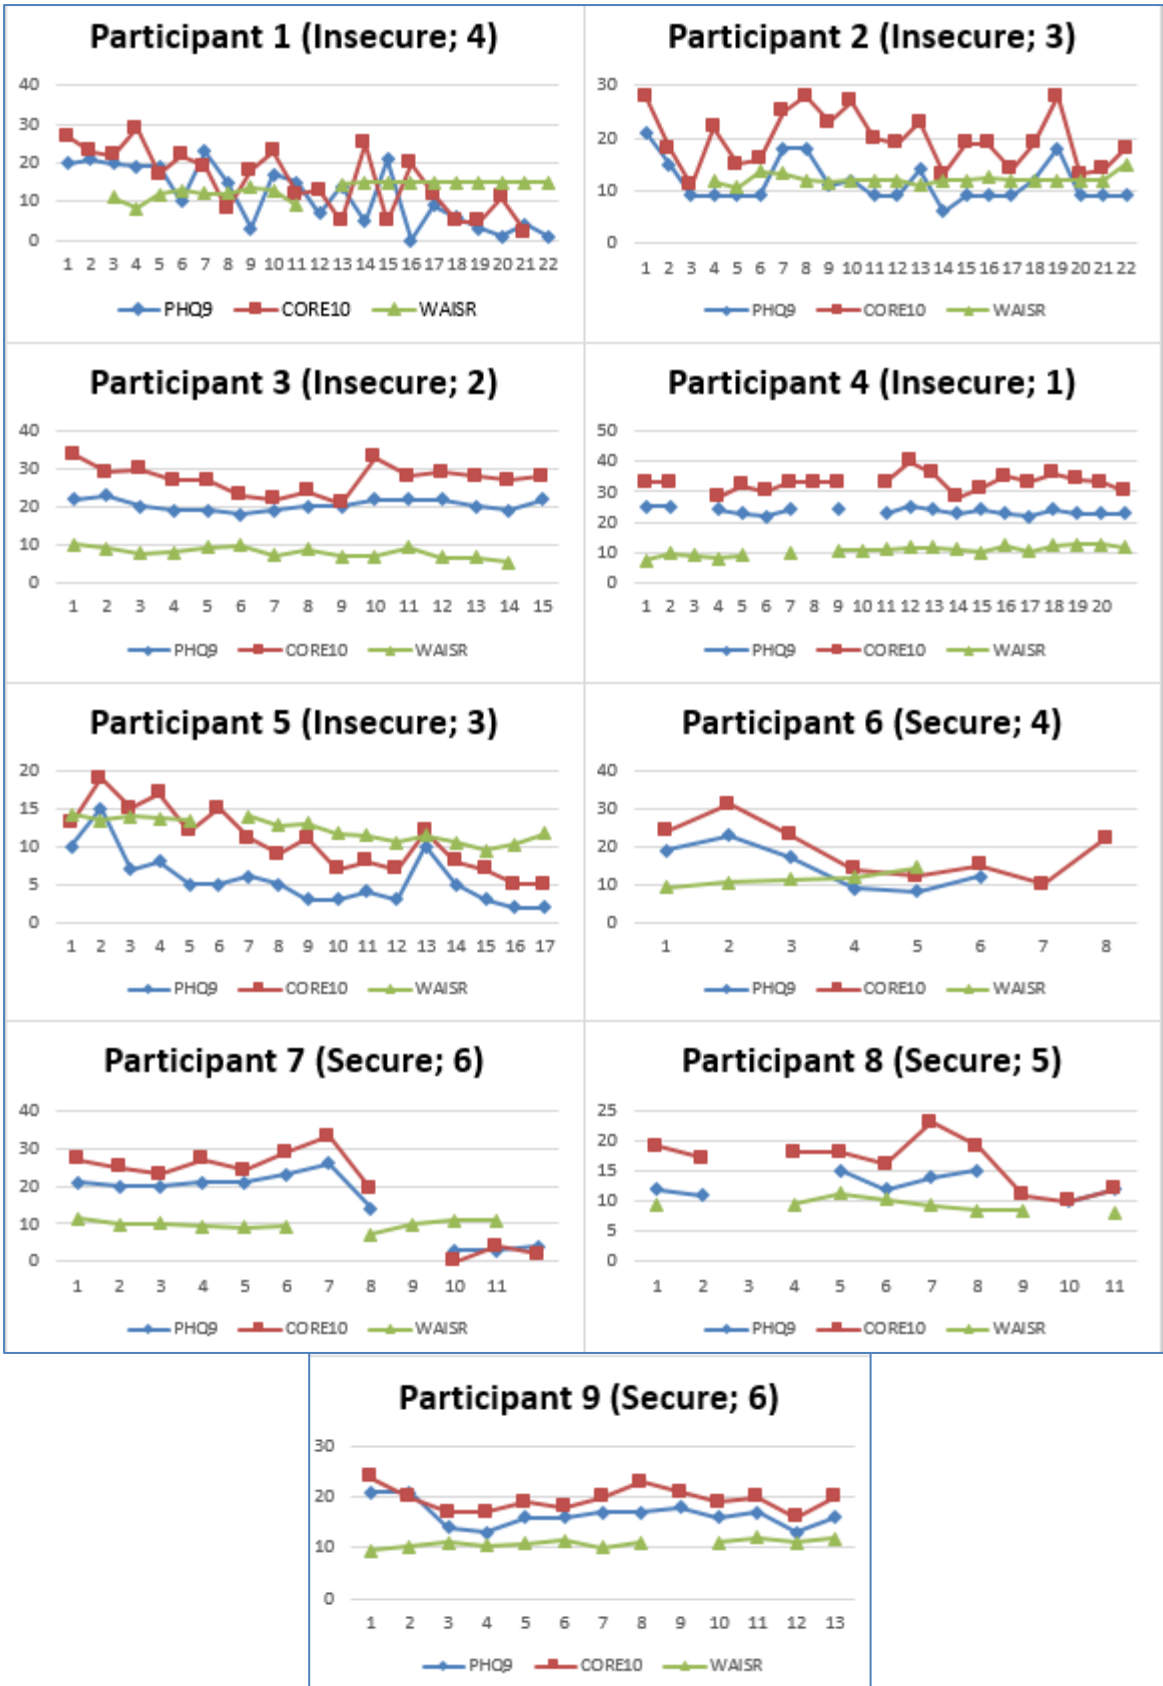 Participant 1 (Insecure; 4)
40
30
20
10
0
1 2 3 4 5 6 7 8 9 10 11 12 13 14 15 16 17 18 19 20 21 22
PHQ9 CORE10 WAISR
Participant 2 (Insecure; 3)
30
20
10
0
1 2 3 4 5 6 7 8 9 10 11 12 13 14 15 16 17 18 19 20 21 22
PHQ9 CORE10 WAISR
Participant 3 (Insecure; 2)
40
30
20
10
0
1 2 3 4 5 6 7 8 9 10 11 12 13 14 15
PHQ9 CORE10 WAISR
Participant 4 (Insecure; 1)
50
40
30
20
10
0
1 2 3 4 5 6 7 8 9 10 11 12 13 14 15 16 17 18 19 20
PHQ9 CORE10 WAISR
Participant 5 (Insecure; 3)
20
15
10
5
0
1 2 3 4 5 6 7 8 9 10 11 12 13 14 15 16 17
PHQ9 CORE10 WAISR
Participant 6 (Secure; 4)
40
30
20
10
0
1 2 3 4 5 6 7 8
PHQ9 CORE10 WAISR
Participant 7 (Secure; 6)
40
30
20
10
0
1 2 3 4 5 6 7 8 9 10 11
PHQ9 CORE10 WAISR
Participant 8 (Secure; 5)
25
20
15
10
5
0
1 2 3 4 5 6 7 8 9 10 11
PHQ9 CORE10 WAISR
Participant 9 (Secure; 6)
30
20
10
0
1 2 3 4 5 6 7 8 9 10 11 12 13
PHQ9 CORE10 WAISR